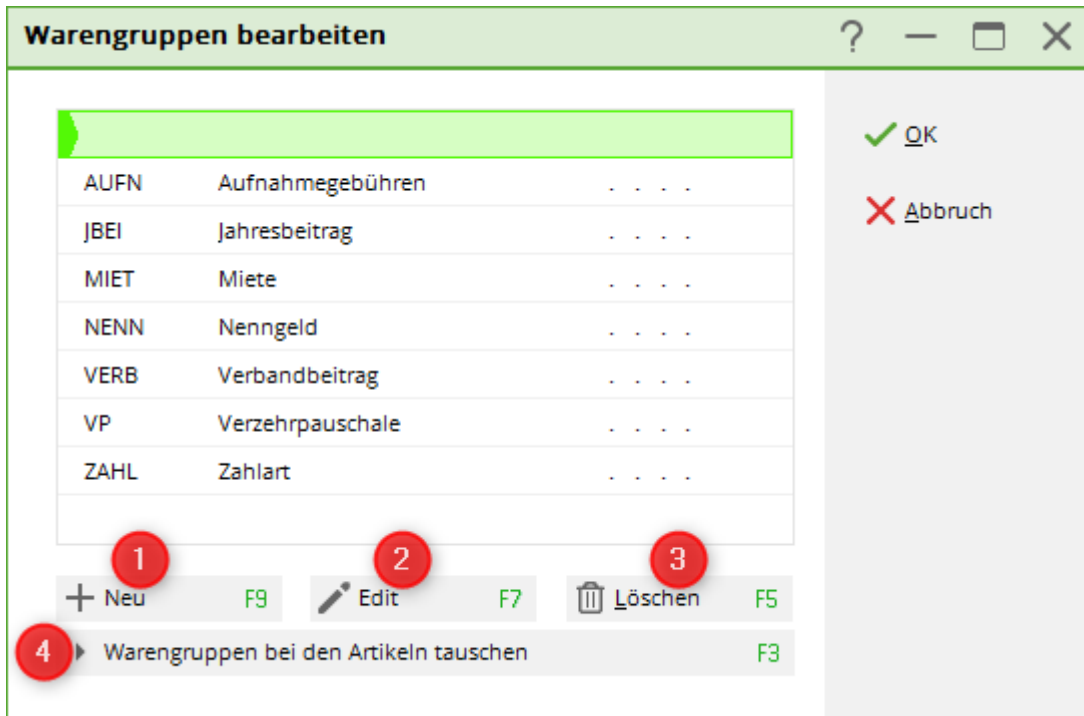 Warengruppen bearbeiten ?
OK
AUFN Aufnahmegebühren . . . .
Abbruch
JBEI Jahresbeitrag . . . .
MIET Miete . . . .
NENN Nenngeld . . . .
VERB Verbandbeitrag . . . .
VP Verzehrpauschale . . . .
ZAHL Zahlart . . . .
1 2 3
Neu F9 Edit F7 Löschen F5
4 Warengruppen bei den Artikeln tauschen F3